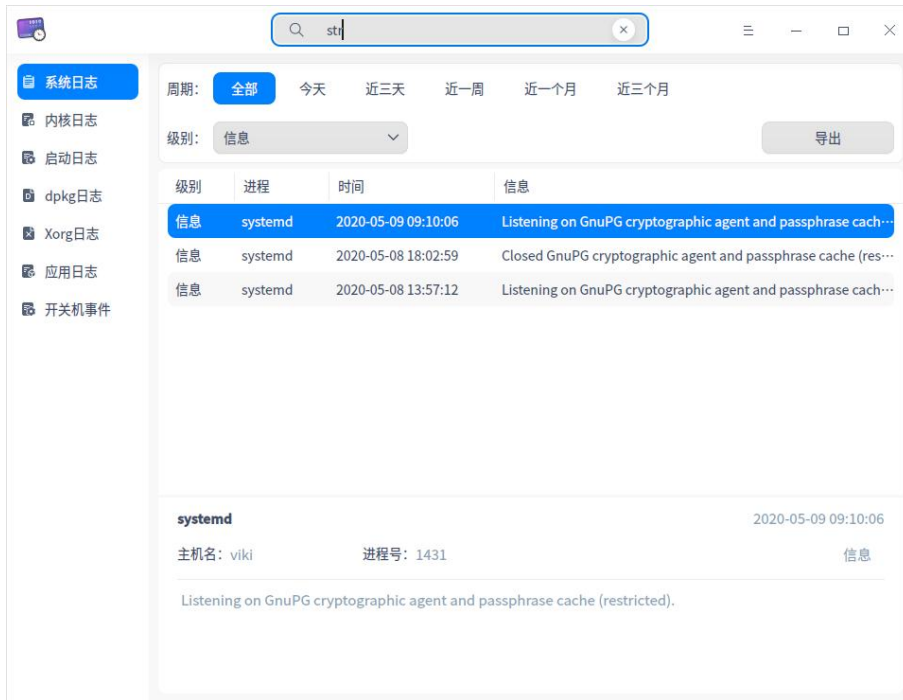 str
系统日志
内核日志
启动日志
dpkg日志
Xorg日志
应用日志
开关机事件
周期： 全部 今天 近三天 近一周 近一个月 近三个月
级别： 信息 导出
级别 进程 时间 信息
信息 systemd 2020-05-09 09:10:06 Listening on GnuPG cryptographic agent and passphrase cach···
信息 systemd 2020-05-08 18:02:59 Closed GnuPG cryptographic agent and passphrase cache (res···
信息 systemd 2020-05-08 13:57:12 Listening on GnuPG cryptographic agent and passphrase cach···
systemd 2020-05-09 09:10:06
主机名： viki 进程号： 1431 信息
Listening on GnuPG cryptographic agent and passphrase cache (restricted).